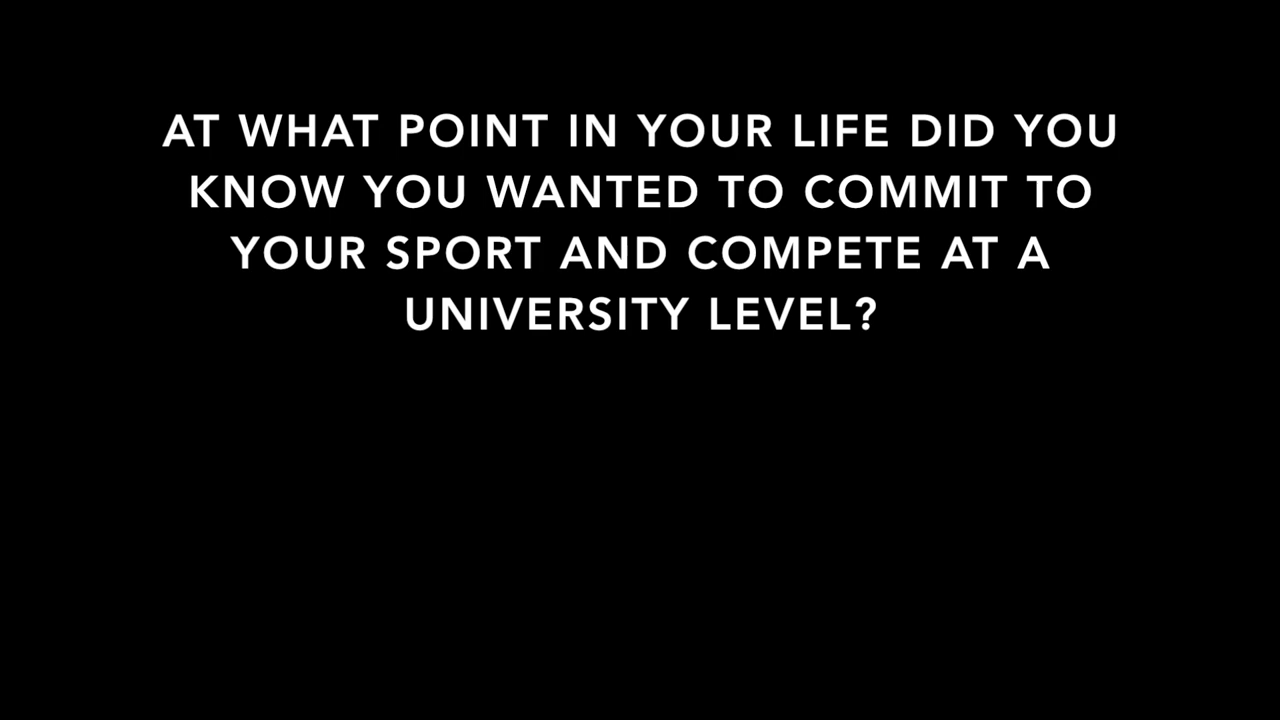 AT WHAT POINT IN YOUR LIFE DID YOU
KNOW YOU WANTED TO COMMIT TO
YOUR SPORT AND COMPETE AT A
UNIVERSITY LEVEL?